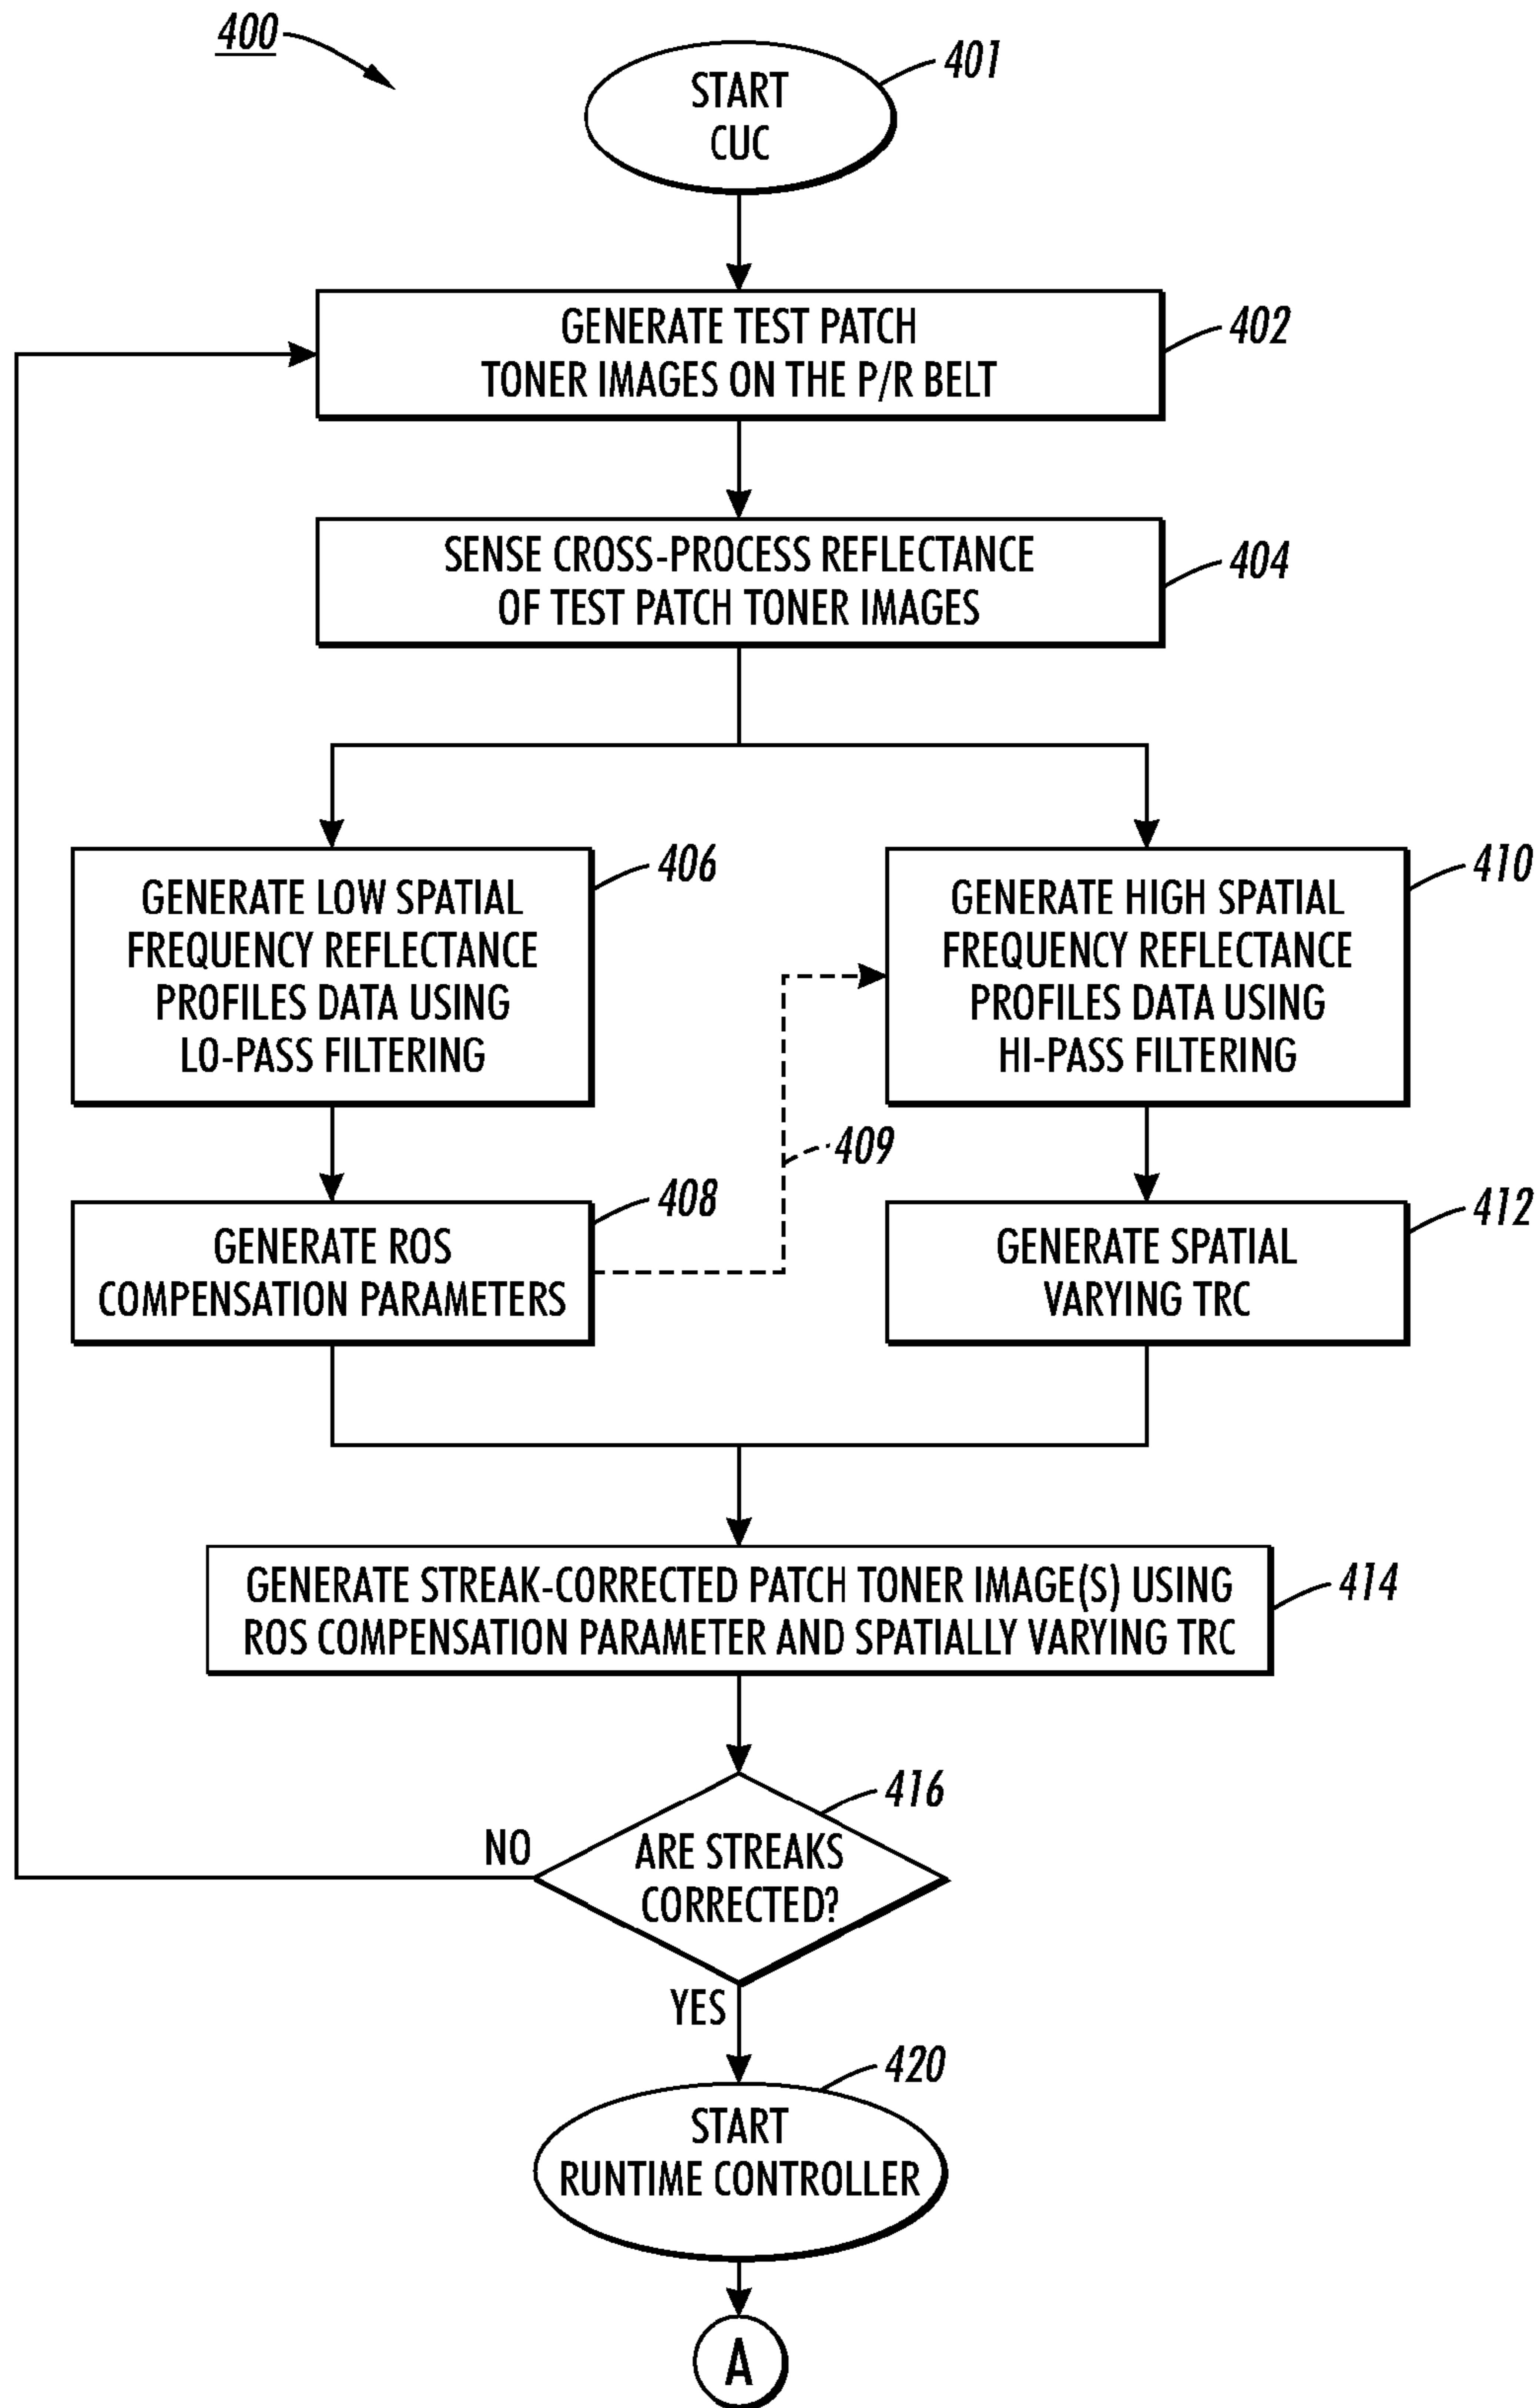 400
START
CUC
401
GENERATE TEST PATCH
TONER IMAGES ON THE P/R BELT
402
SENSE CROSS-PROCESS REFLECTANCE
OF TEST PATCH TONER IMAGES
404
GENERATE LOW SPATIAL
FREQUENCY REFLECTANCE
PROFILES DATA USING
LO-PASS FILTERING
406
GENERATE HIGH SPATIAL
FREQUENCY REFLECTANCE
PROFILES DATA USING
HI-PASS FILTERING
410
409
GENERATE ROS
COMPENSATION PARAMETERS
408
GENERATE SPATIAL
VARYING TRC
412
GENERATE STREAK-CORRECTED PATCH TONER IMAGE(S) USING
ROS COMPENSATION PARAMETER AND SPATIALLY VARYING TRC
414
ARE STREAKS
CORRECTED?
416
NO
YES
START
RUNTIME CONTROLLER
420
A